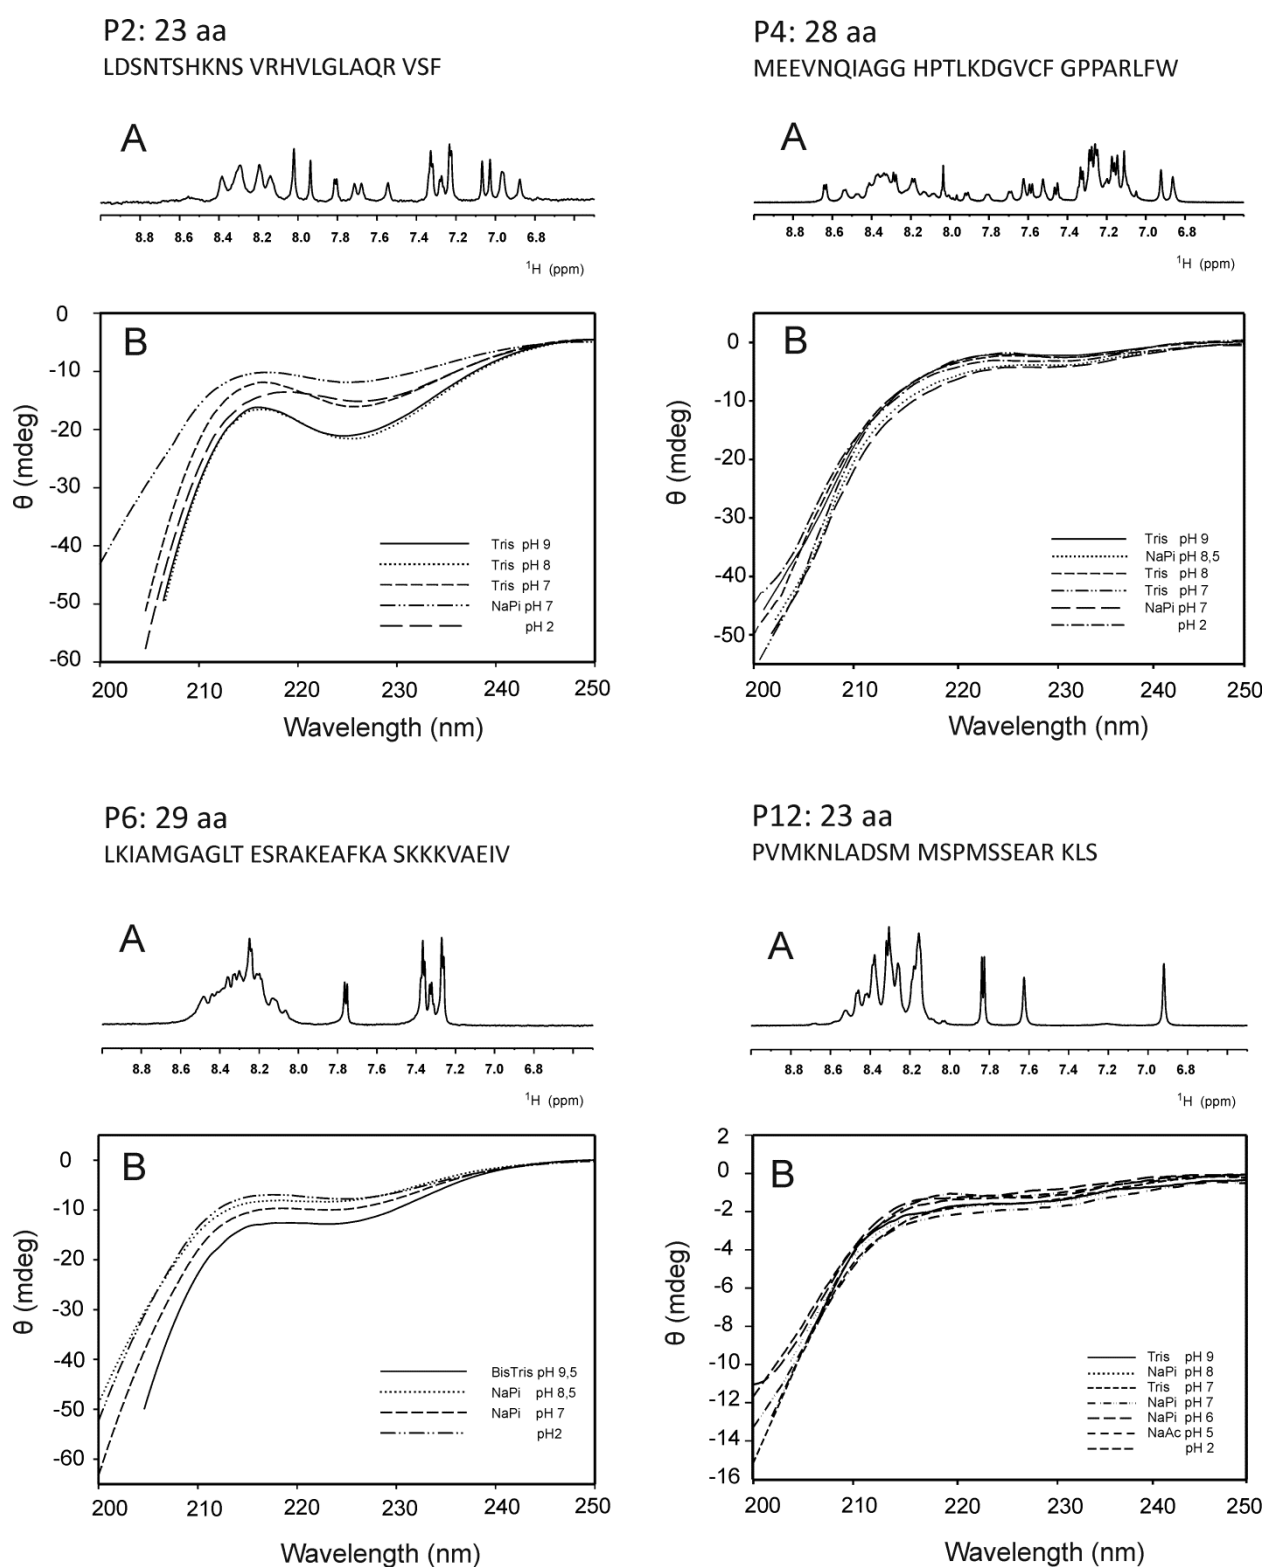 P2: 23 aa
LDSNTSHKNS VRHVLGLAQR VSF
A
8.8 8.6 8.4 8.2 8.0 7.8 7.6 7.4 7.2 7.0 6.8
1H (ppm)
B
0
-10
-20
-30
-40
-50
-60
θ (mdeg)
Tris pH 9
Tris pH 8
Tris pH 7
NaPi pH 7
pH 2
200 210 220 230 240 250
Wavelength (nm)
P4: 28 aa
MEEVNQIAGG HPTLKDGVCF GPPARLFW
A
8.8 8.6 8.4 8.2 8.0 7.8 7.6 7.4 7.2 7.0 6.8
1H (ppm)
B
0
-10
-20
-30
-40
-50
θ (mdeg)
Tris pH 9
NaPi pH 8,5
Tris pH 8
Tris pH 7
NaPi pH 7
pH 2
200 210 220 230 240 250
Wavelength (nm)
P6: 29 aa
LKIAMGAGLT ESRAKEAFKA SKKKVAEIV
A
8.8 8.6 8.4 8.2 8.0 7.8 7.6 7.4 7.2 7.0 6.8
1H (ppm)
B
0
-10
-20
-30
-40
-50
-60
θ (mdeg)
BisTris pH 9,5
NaPi pH 8,5
NaPi pH 7
pH2
200 210 220 230 240 250
Wavelength (nm)
P12: 23 aa
PVMKNLADSM MSPMSSEAR KLS
A
8.8 8.6 8.4 8.2 8.0 7.8 7.6 7.4 7.2 7.0 6.8
1H (ppm)
B
2
0
-2
-4
-6
-8
-10
-12
-14
-16
θ (mdeg)
Tris pH 9
NaPi pH 8
Tris pH 7
NaPi pH 7
NaPi pH 6
NaAc pH 5
pH 2
200 210 220 230 240 250
Wavelength (nm)